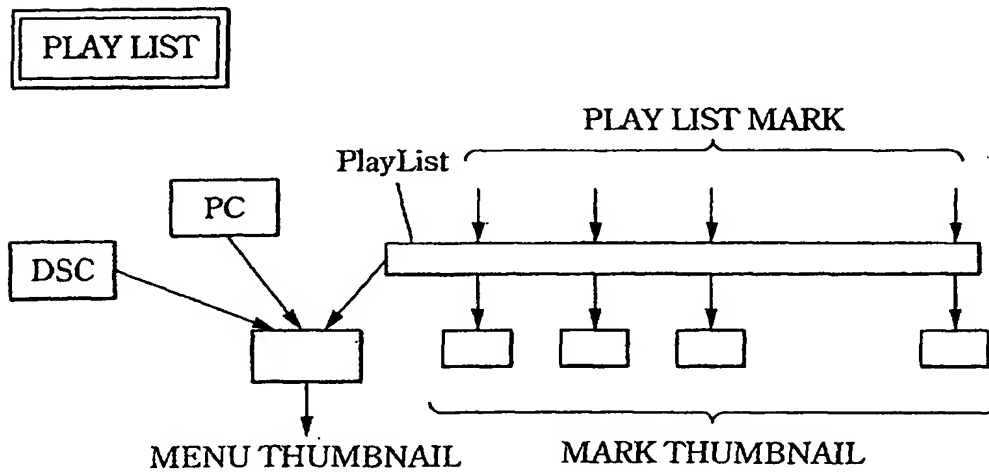 PLAY LIST
PLAY LIST MARK
PlayList
PC
DSC
MENU THUMBNAIL
MARK THUMBNAIL